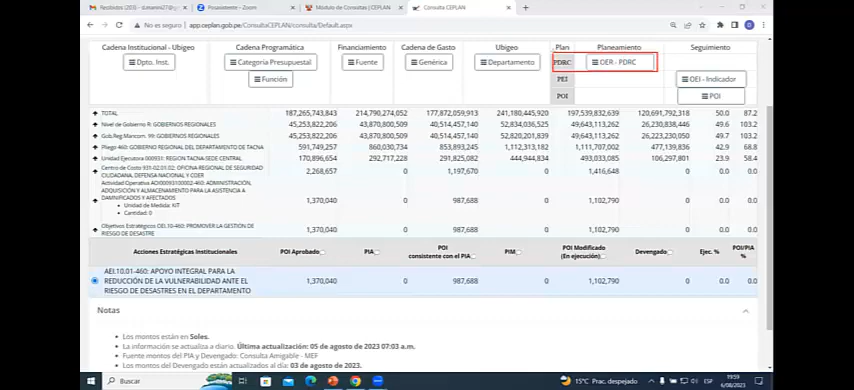 Recibidos (203) - d.mami27@g
Posasistente - Zoom
Módulo de Consultas | CEPLAN
Consulta CEPLAN
No es seguro | app.ceplan.gob.pe/ConsultaCEPLAN/consulta/Default.aspx
Cadena Institucional - Ubigeo
Cadena Programática
Financiamiento
Cadena de Gasto
Ubigeo
Plan
Planeamiento
Seguimiento
Dpto. Inst.
Categoria Presupuestal
Fuente
Genérica
Departamento
PDRC
OER - PDRC
Función
PEI
OEI - Indicador
POI
POI
TOTAL 187,265,743,843 214,790,274,052 177,872,059,913 241,180,445,920 197,539,832,639 120,691,792,318 50.0 87.2
Nivel de Gobierno R: GOBIERNOS REGIONALES 45,253,822,206 43,870,800,509 40,514,457,140 52,834,036,525 49,643,113,262 26,230,838,446 49.6 103.2
Gob.Reg/Mancom. 99: GOBIERNOS REGIONALES 45,253,822,206 43,870,800,509 40,514,457,140 52,820,201,839 49,643,113,262 26,223,230,050 49.7 103.2
Pliego 460: GOBIERNO REGIONAL DEL DEPARTAMENTO DE TACNA 591,749,257 860,030,734 853,893,245 1,112,313,182 1,111,707,002 477,139,836 42.9 68.8
Unidad Ejecutora 000931: REGION TACNA-SEDE CENTRAL 170,896,654 292,717,228 291,825,082 444,944,834 493,033,085 106,297,801 23.9 58.4
Centro de Costo 931-02.01.02: OFICINA REGIONAL DE SEGURIDAD
CIUDADANA, DEFENSA NACIONAL Y COER 2,268,657 0 1,197,670 0 1,416,648 0 0.0 0.0
Actividad Operativa AOI00093100002-460: ADMINISTRACIÓN,
ADQUISICIÓN Y ALMACENAMIENTO PARA LA ASISTENCIA A
DAMNIFICADOS Y AFECTADOS 1,370,040 0 987,688 0 1,102,790 0 0.0 0.0
Unidad de Medida: KIT
Cantidad: 0
Objetivos Estratégicos OEI.10-460: PROMOVER LA GESTIÓN DE
RIESGO DE DESASTRE 1,370,040 0 987,688 0 1,102,790 0 0.0 0.0
Acciones Estratégicas Institucionales
POI Aprobado
PIA
POI
consistente con el PIA
PIM
POI Modificado
(En ejecución)
Devengado
Ejec. %
POI/PIA
%
AEI.10.01-460: APOYO INTEGRAL PARA LA
REDUCCIÓN DE LA VULNERABILIDAD ANTE EL 1,370,040 0 987,688 0 1,102,790 0 0.0 0.0
RIESGO DE DESASTRES EN EL DEPARTAMENTO
Notas
Los montos están en Soles.
La información se actualiza a diario. Última actualización: 05 de agosto de 2023 07:03 a.m.
Fuente montos del PIA y Devengado: Consulta Amigable - MEF
Los montos del Devengado están actualizados al día: 03 de agosto de 2023.
Buscar
15°C Prac. despejado
ESP
19:59
6/08/2023